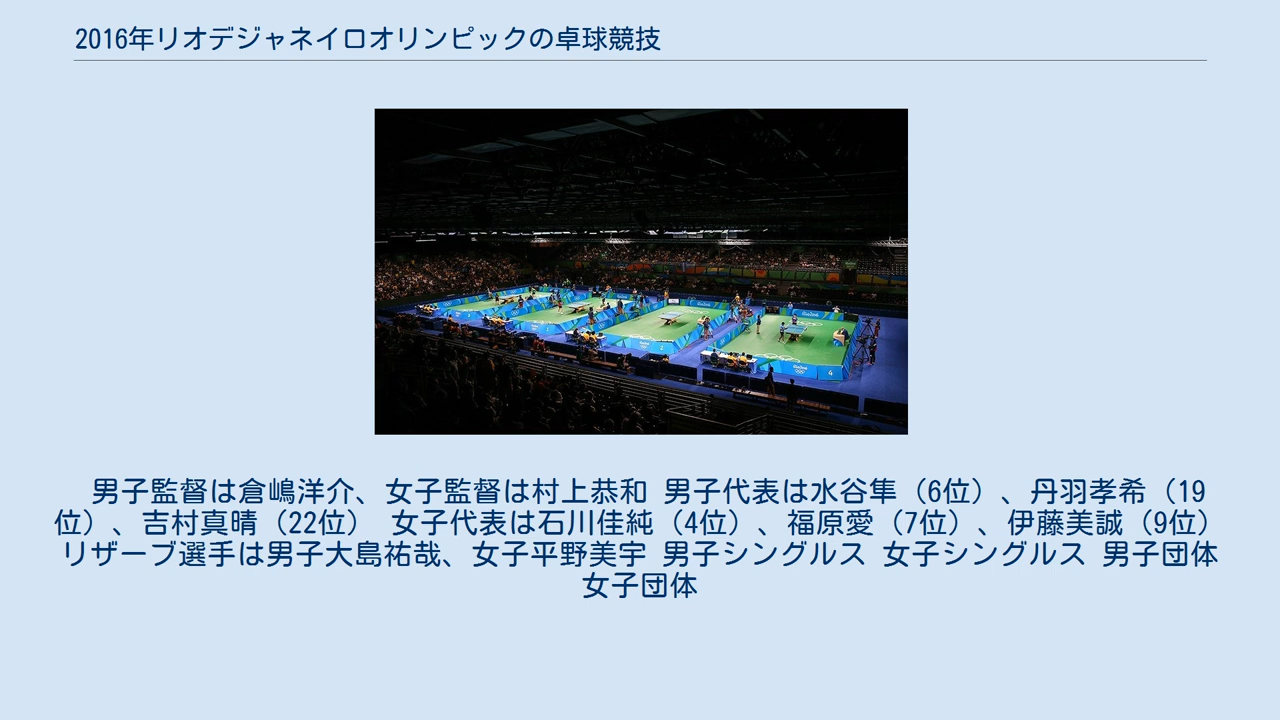 2016年リオデジャネイロオリンピックの卓球競技
男子監督は倉嶋洋介、女子監督は村上恭和 男子代表は水谷隼（6位）、丹羽孝希（19
位）、吉村真晴（22位） 女子代表は石川佳純（4位）、福原愛（7位）、伊藤美誠（9位）
リザーブ選手は男子大島祐哉、女子平野美宇 男子シングルス 女子シングルス 男子団体
女子団体